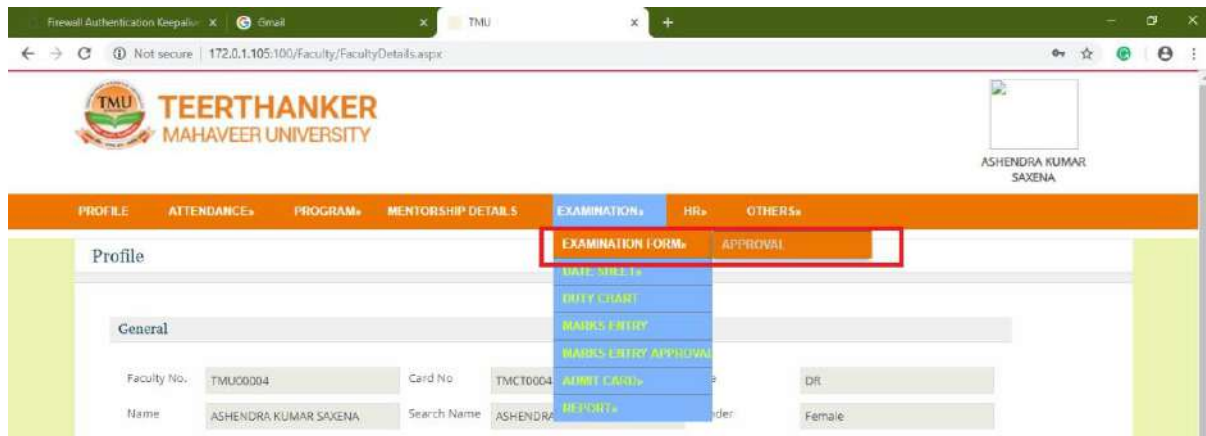 Firewall Authentication Keepaliv
Gmail
TMU
Not secure | 172.0.1.105:100/Faculty/FacultyDetails.aspx
TMU
TEERTHANKER
MAHAVEER UNIVERSITY
ASHENDRA KUMAR
SAXENA
PROFILE ATTENDANCE» PROGRAM» MENTORSHIP DETAILS EXAMINATION» HR» OTHERS»
EXAMINATION FORM» APPROVAL
Profile
DATE SHEET»
DUTY CHART
General
MARKS ENTRY
MARKS ENTRY APPROVAL
Faculty No. TMU00004 Card No TMCT0004 ADMIT CARD» DR
Name ASHENDRA KUMAR SAXENA Search Name ASHENDRA REPORT» der Female